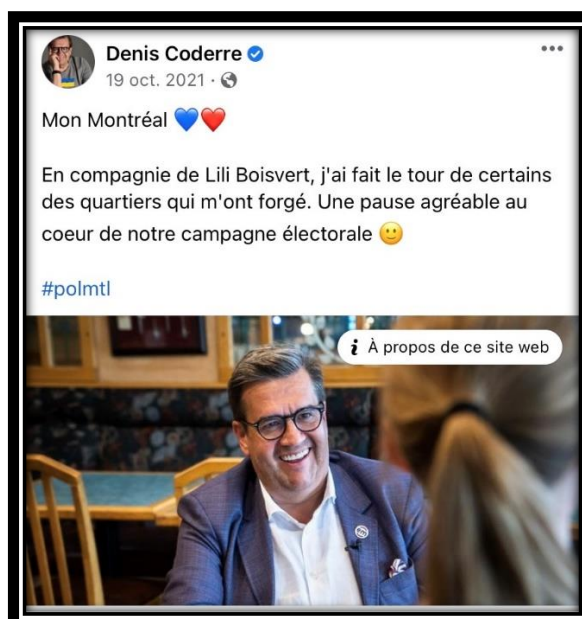 Denis Coderre
19 oct. 2021 ·
Mon Montréal 💙❤️
En compagnie de Lili Boisvert, j'ai fait le tour de certains
des quartiers qui m'ont forgé. Une pause agréable au
coeur de notre campagne électorale 🙂
#polmtl
i À propos de ce site web